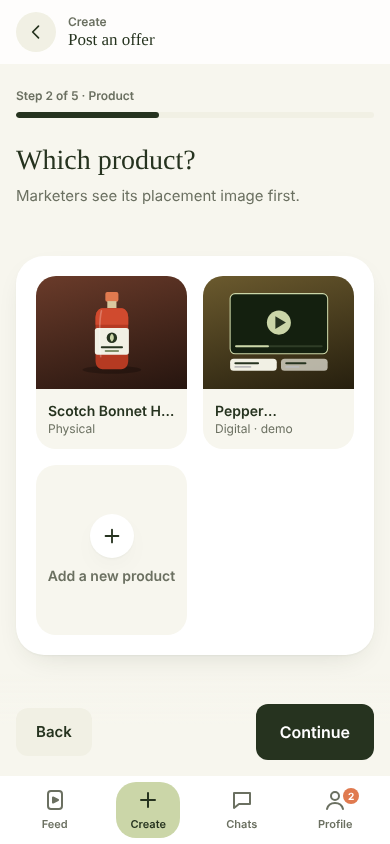 Create
Post an offer
Step 2 of 5 · Product
Which product?
Marketers see its placement image first.
Scotch Bonnet H...
Physical
Pepper...
Digital · demo
Add a new product
Back
Continue
Feed
Create
Chats
2
Profile